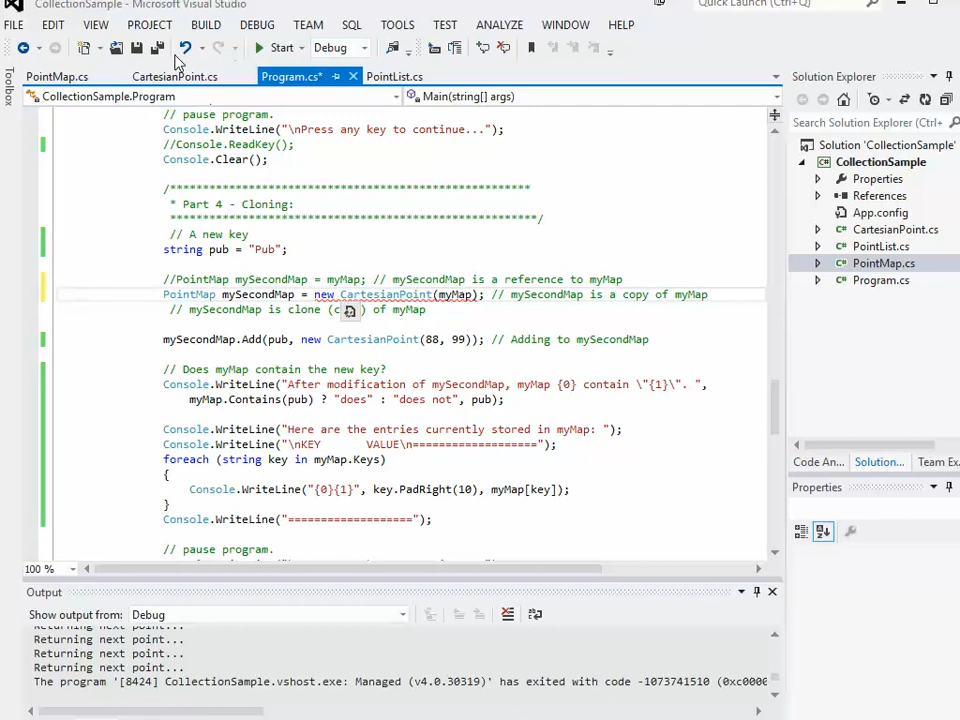 CollectionSample - Microsoft Visual Studio
Quick Launch (Ctrl+Q)
FILE EDIT VIEW PROJECT BUILD DEBUG TEAM SQL TOOLS TEST ANALYZE WINDOW HELP
Start Debug
Toolbox
PointMap.cs CartesianPoint.cs Program.cs* PointList.cs
CollectionSample.Program Main(string[] args)
// pause program.
Console.WriteLine("\nPress any key to continue...");
//Console.ReadKey();
Console.Clear();
/********************************************************
* Part 4 - Cloning:
********************************************************/
// A new key
string pub = "Pub";
//PointMap mySecondMap = myMap; // mySecondMap is a reference to myMap
PointMap mySecondMap = new CartesianPoint(myMap); // mySecondMap is a copy of myMap
// mySecondMap is clone (c ) of myMap
mySecondMap.Add(pub, new CartesianPoint(88, 99)); // Adding to mySecondMap
// Does myMap contain the new key?
Console.WriteLine("After modification of mySecondMap, myMap {0} contain \"{1}\". ",
myMap.Contains(pub) ? "does" : "does not", pub);
Console.WriteLine("Here are the entries currently stored in myMap: ");
Console.WriteLine("\nKEY VALUE\n===================");
foreach (string key in myMap.Keys)
{
Console.WriteLine("{0}{1}", key.PadRight(10), myMap[key]);
}
Console.WriteLine("===================");
// pause program.
100 %
Output
Show output from: Debug
Returning next point...
Returning next point...
Returning next point...
Returning next point...
The program '[8424] CollectionSample.vshost.exe: Managed (v4.0.30319)' has exited with code -1073741510 (0xc000
Solution Explorer
Search Solution Explorer (Ctrl+
Solution 'CollectionSample'
CollectionSample
Properties
References
App.config
CartesianPoint.cs
PointList.cs
PointMap.cs
Program.cs
Code An... Solution... Team Ex
Properties